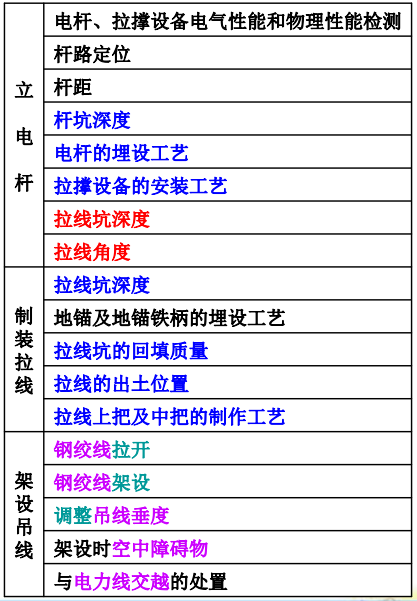 立电杆
电杆、拉撑设备电气性能和物理性能检测
杆路定位
杆距
杆坑深度
电杆的埋设工艺
拉撑设备的安装工艺
拉线坑深度
拉线角度
制装拉线
拉线坑深度
地锚及地锚铁柄的埋设工艺
拉线坑的回填质量
拉线的出土位置
拉线上把及中把的制作工艺
架设吊线
钢绞线拉开
钢绞线架设
调整吊线垂度
架设时空中障碍物
与电力线交越的处置